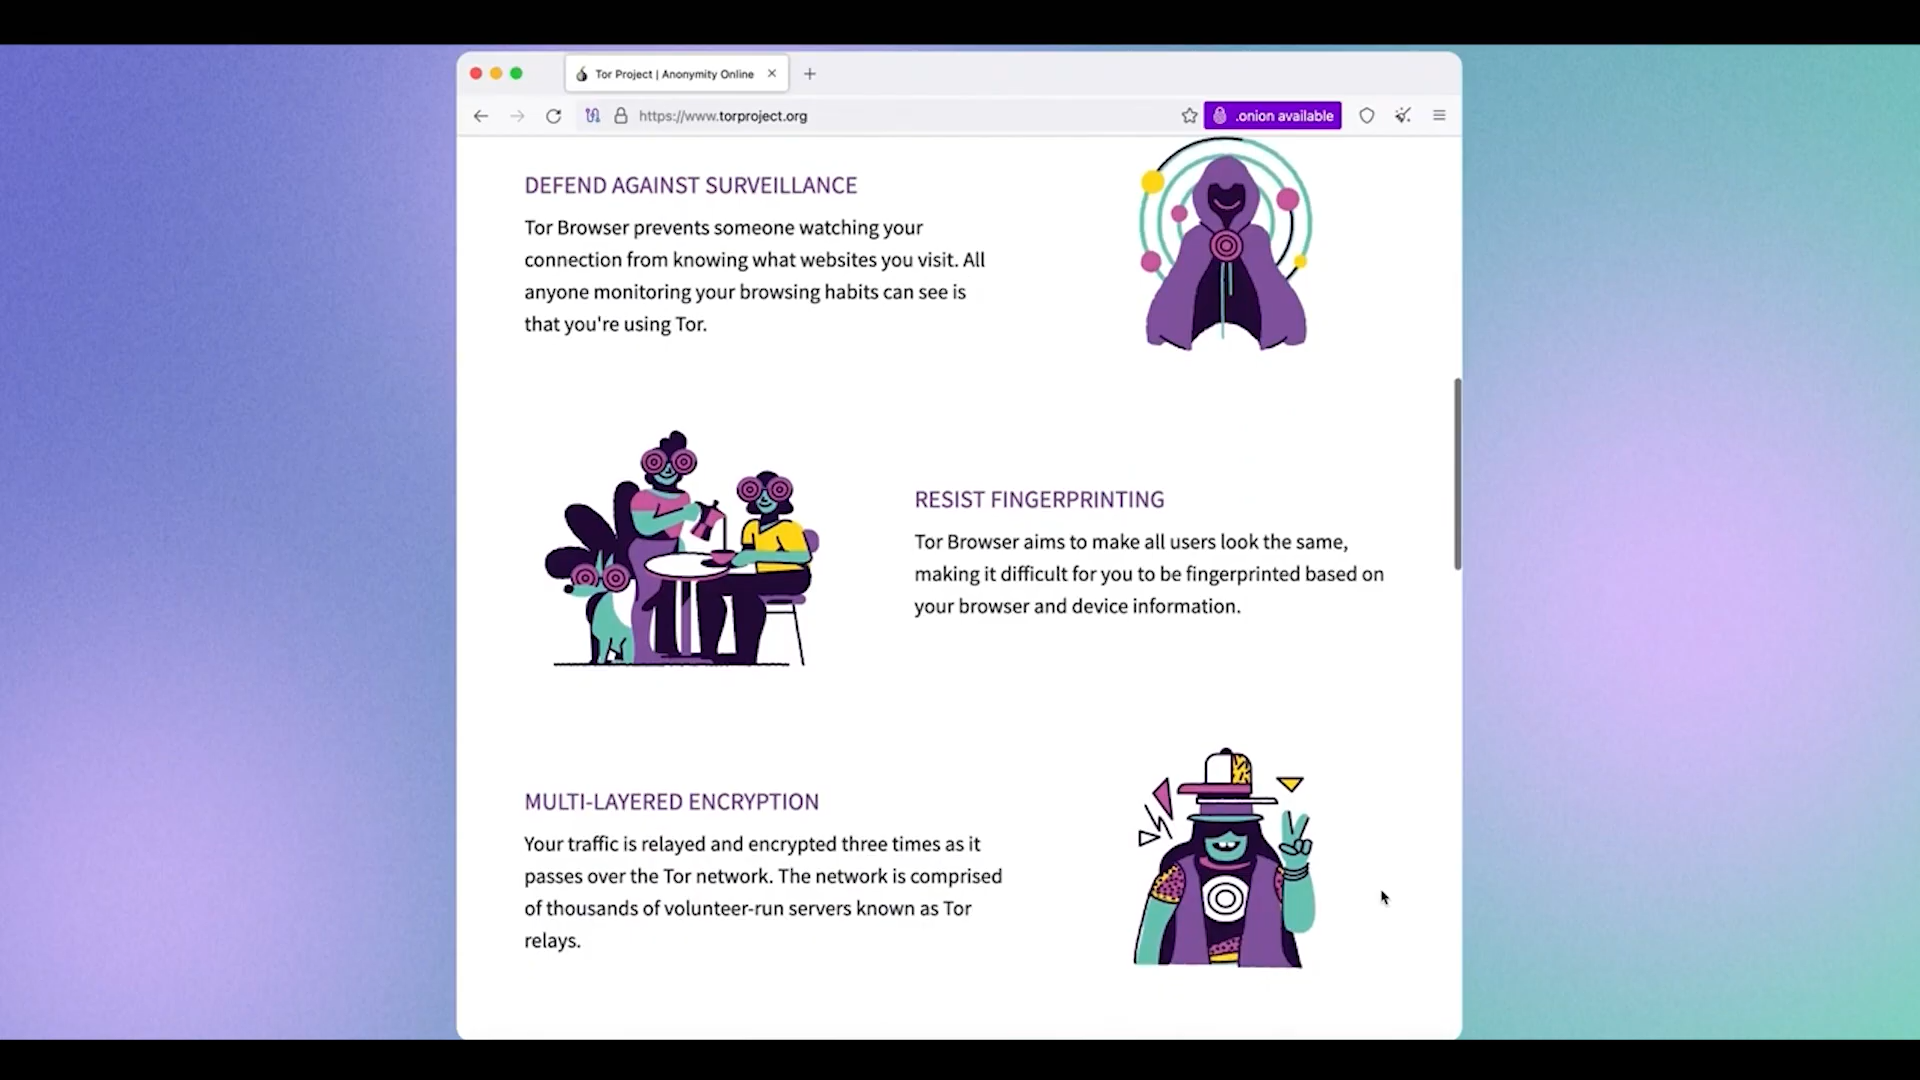 Tor Project | Anonymity Online
https://www.torproject.org
.onion available
DEFEND AGAINST SURVEILLANCE
Tor Browser prevents someone watching your
connection from knowing what websites you visit. All
anyone monitoring your browsing habits can see is
that you're using Tor.
RESIST FINGERPRINTING
Tor Browser aims to make all users look the same,
making it difficult for you to be fingerprinted based on
your browser and device information.
MULTI-LAYERED ENCRYPTION
Your traffic is relayed and encrypted three times as it
passes over the Tor network. The network is comprised
of thousands of volunteer-run servers known as Tor
relays.